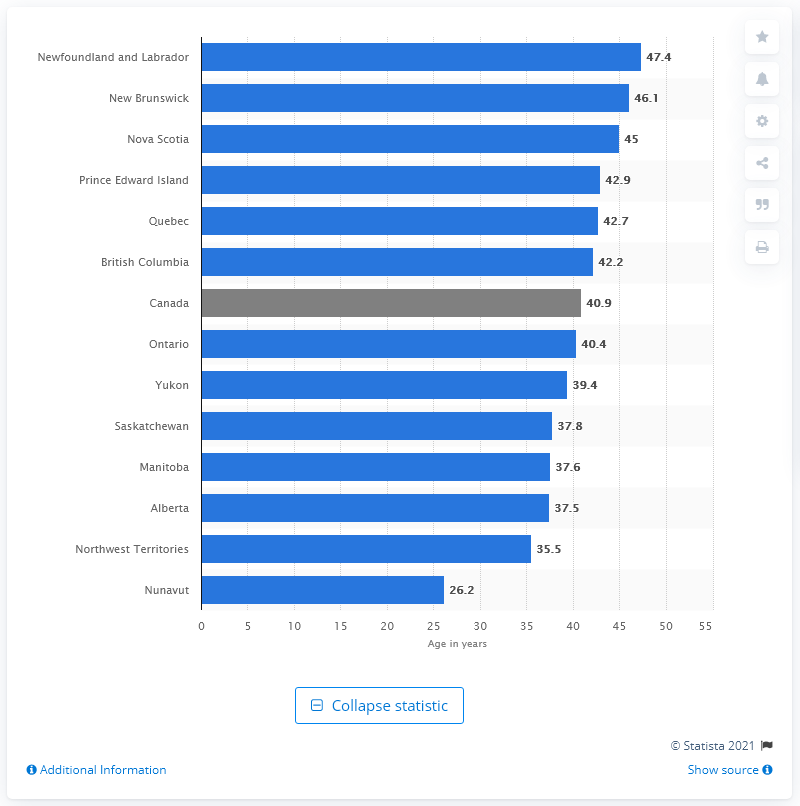 Newfoundland and Labrador 47.4
New Brunswick 46.1
Nova Scotia 45
Prince Edward Island 42.9
Quebec 42.7
British Columbia 42.2
Canada 40.9
Ontario 40.4
Yukon 39.4
Saskatchewan 37.8
Manitoba 37.6
Alberta 37.5
Northwest Territories 35.5
Nunavut 26.2
0 5 10 15 20 25 30 35 40 45 50 55
Age in years
Collapse statistic
© Statista 2021
Additional Information Show source